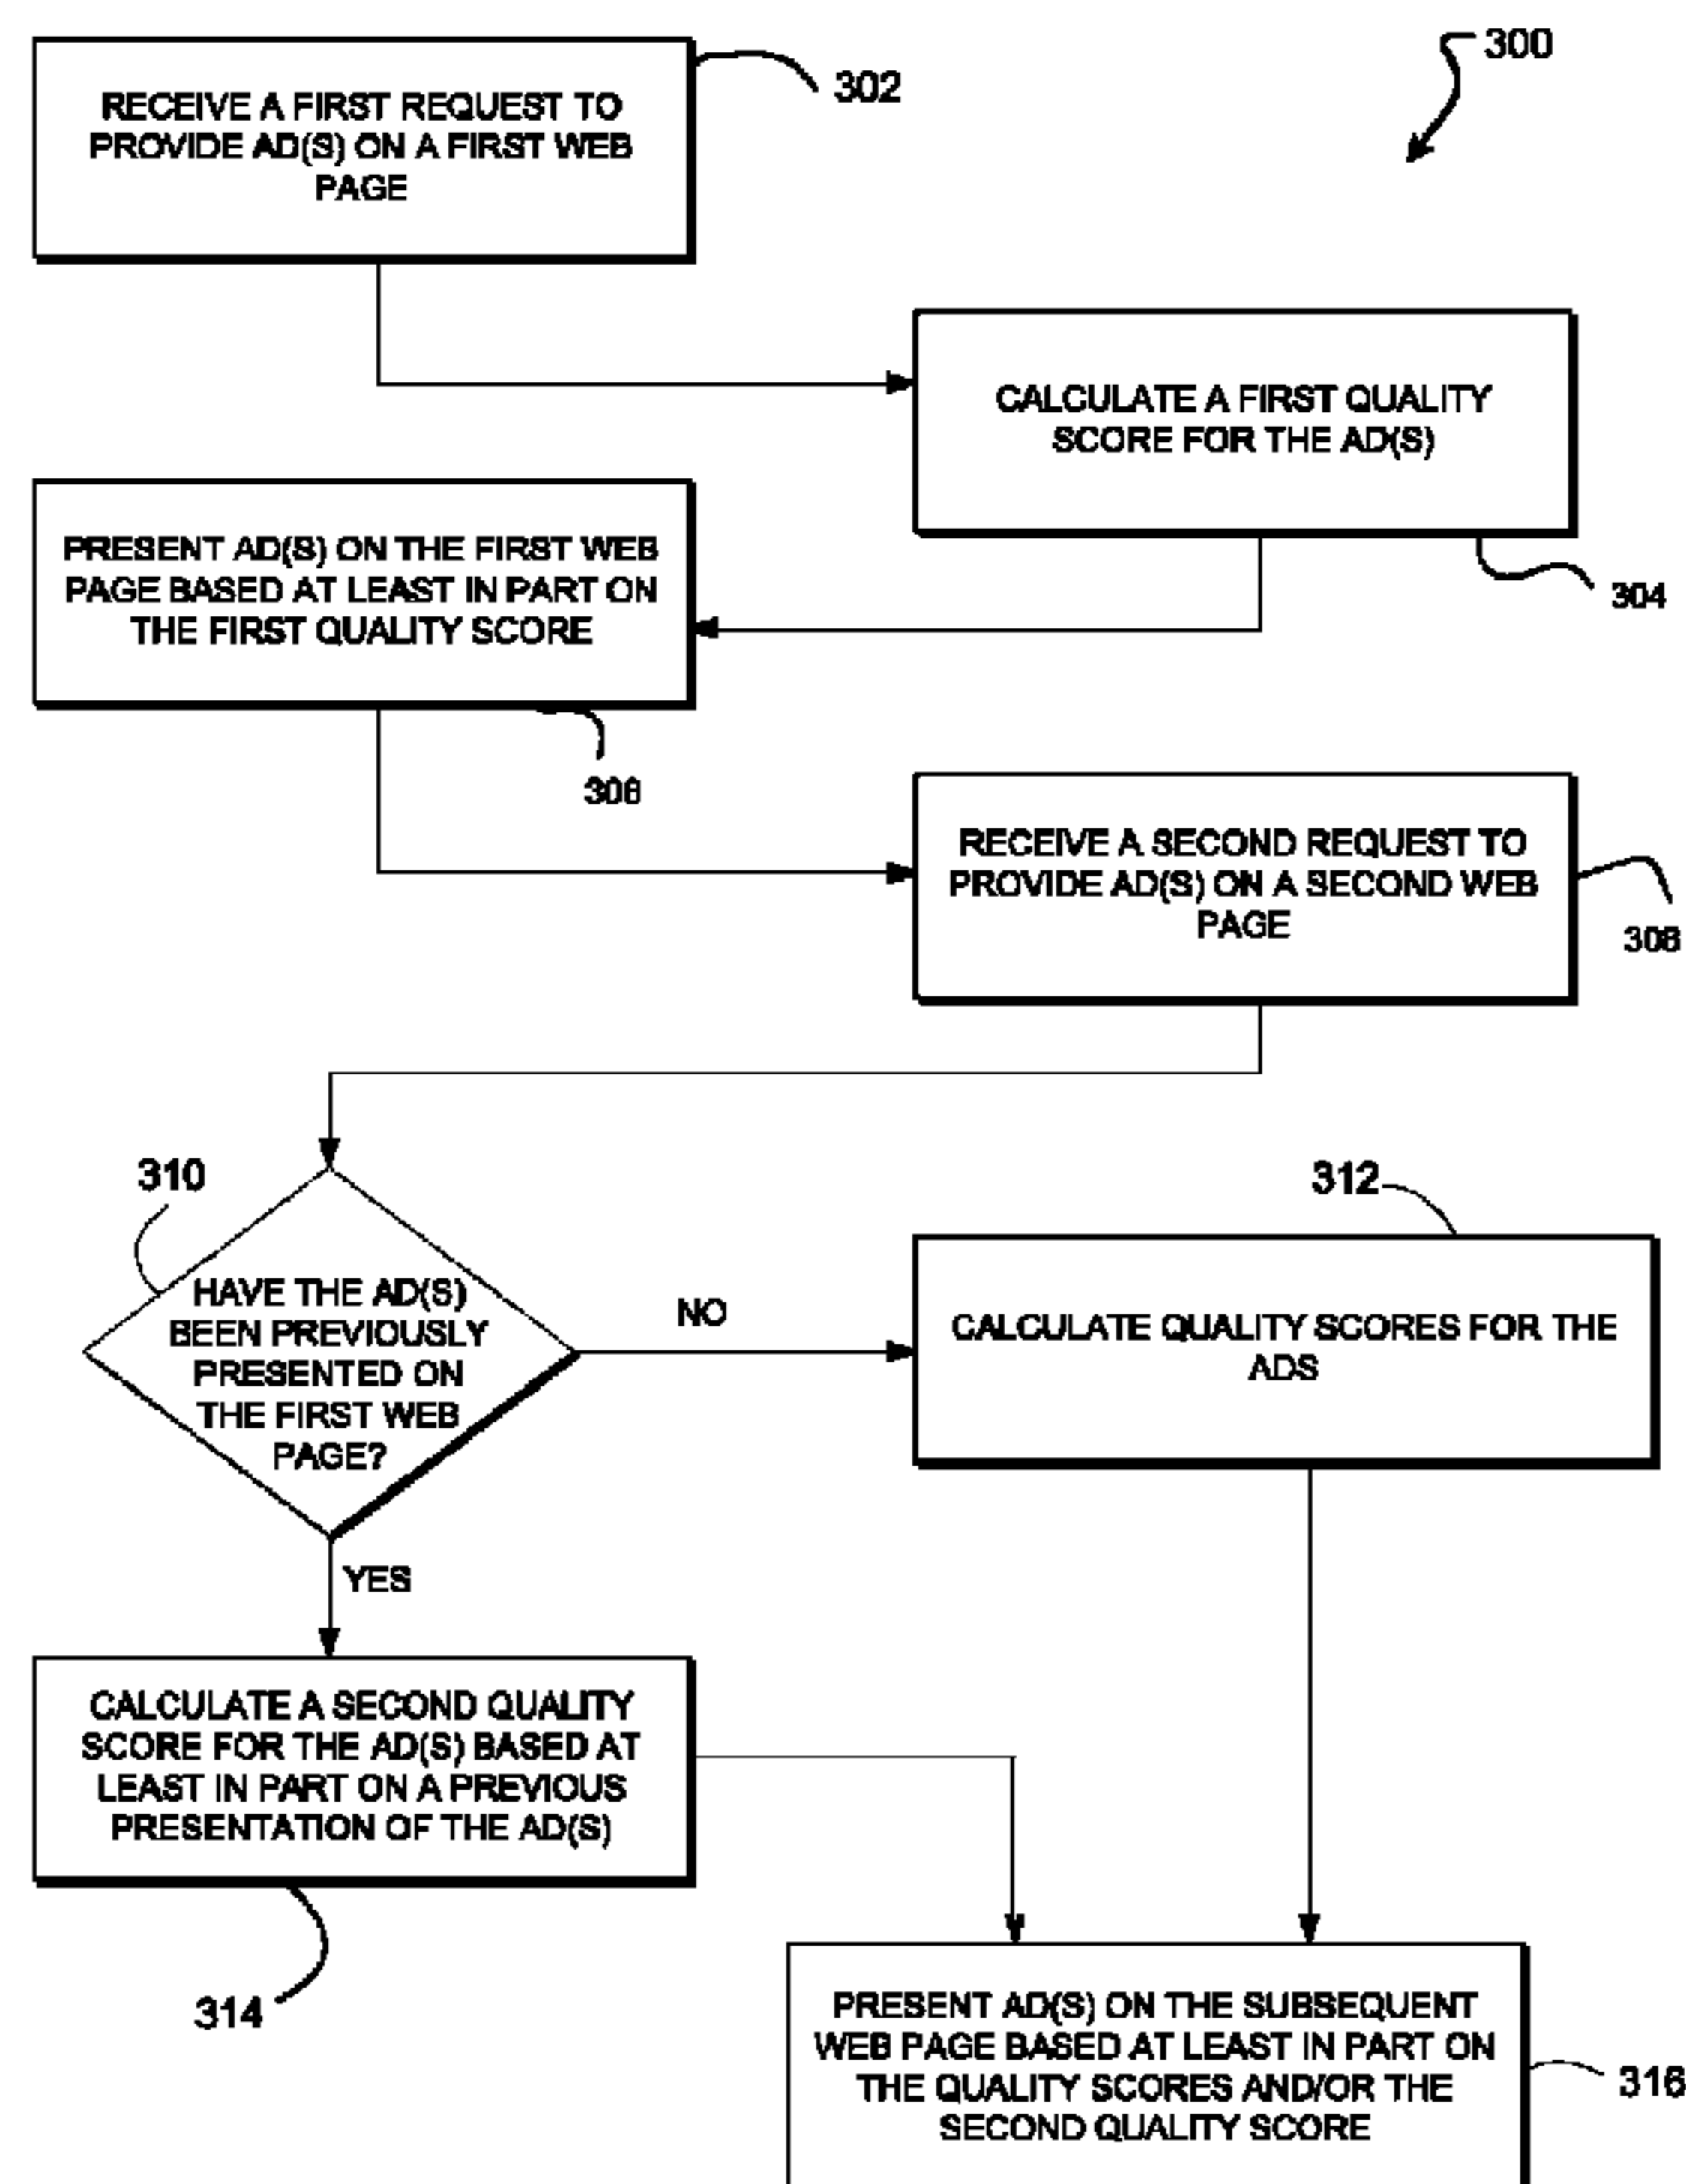 300
302
RECEIVE A FIRST REQUEST TO
PROVIDE AD(S) ON A FIRST WEB
PAGE
CALCULATE A FIRST QUALITY
SCORE FOR THE AD(S)
304
PRESENT AD(S) ON THE FIRST WEB
PAGE BASED AT LEAST IN PART ON
THE FIRST QUALITY SCORE
306
RECEIVE A SECOND REQUEST TO
PROVIDE AD(S) ON A SECOND WEB
PAGE
308
310
HAVE THE AD(S)
BEEN PREVIOUSLY
PRESENTED ON
THE FIRST WEB
PAGE?
NO
312
CALCULATE QUALITY SCORES FOR THE
ADS
YES
CALCULATE A SECOND QUALITY
SCORE FOR THE AD(S) BASED AT
LEAST IN PART ON A PREVIOUS
PRESENTATION OF THE AD(S)
314
PRESENT AD(S) ON THE SUBSEQUENT
WEB PAGE BASED AT LEAST IN PART ON
THE QUALITY SCORES AND/OR THE
SECOND QUALITY SCORE
316